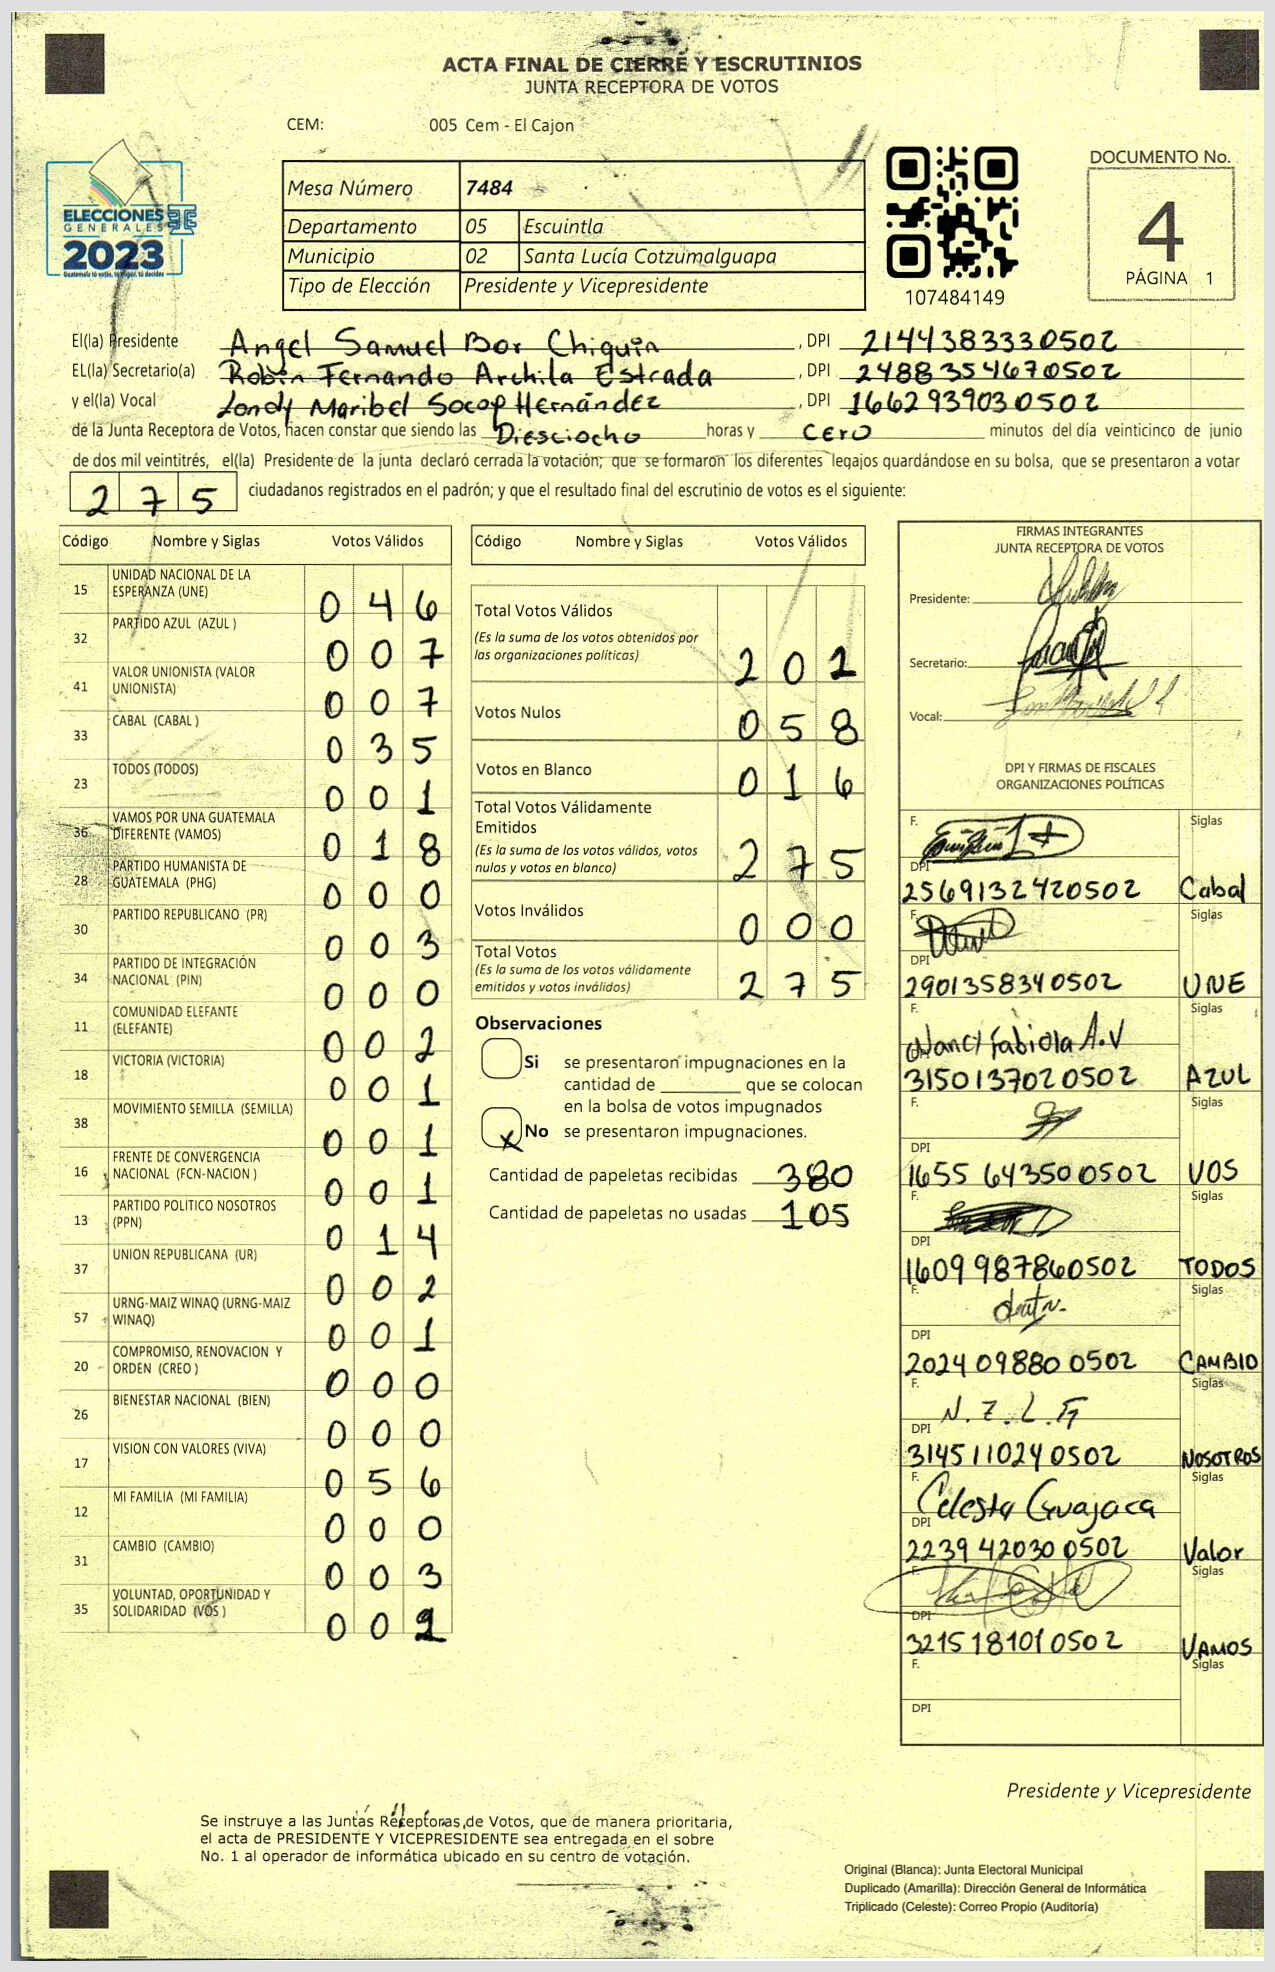 ACTA FINAL DE CIERRE Y ESCRUTINIOS
JUNTA RECEPTORA DE VOTOS
CEM: 005 Cem - El Cajon
ELECCIONES
GENERALES
2023
Guatemala tú estás, tú eliges, tú decides
Mesa Número 7484
Departamento 05 Escuintla
Municipio 02 Santa Lucía Cotzumalguapa
Tipo de Elección Presidente y Vicepresidente
107484149
DOCUMENTO No.
4
PÁGINA 1
El(la) Presidente Angel Samuel Bor Chiquin, DPI 2144383330502
EL(la) Secretario(a) Robin Fernando Archila Estrada, DPI 2488354670502
y el(la) Vocal Londy Maribel Socop Hernández, DPI 1662939030502
de la Junta Receptora de Votos, hacen constar que siendo las Diesciocho horas y cero minutos del día veinticinco de junio
de dos mil veintitrés, el(la) Presidente de la junta declaró cerrada la votación; que se formaron los diferentes legajos guardándose en su bolsa, que se presentaron a votar
275 ciudadanos registrados en el padrón; y que el resultado final del escrutinio de votos es el siguiente:
Código Nombre y Siglas Votos Válidos
15 UNIDAD NACIONAL DE LA ESPERANZA (UNE) 046
32 PARTIDO AZUL (AZUL ) 007
41 VALOR UNIONISTA (VALOR UNIONISTA) 007
33 CABAL (CABAL ) 035
23 TODOS (TODOS) 001
36 VAMOS POR UNA GUATEMALA DIFERENTE (VAMOS) 018
28 PARTIDO HUMANISTA DE GUATEMALA (PHG) 000
30 PARTIDO REPUBLICANO (PR) 003
34 PARTIDO DE INTEGRACIÓN NACIONAL (PIN) 000
11 COMUNIDAD ELEFANTE (ELEFANTE) 002
18 VICTORIA (VICTORIA) 001
38 MOVIMIENTO SEMILLA (SEMILLA) 001
16 FRENTE DE CONVERGENCIA NACIONAL (FCN-NACION ) 001
13 PARTIDO POLITICO NOSOTROS (PPN) 014
37 UNION REPUBLICANA (UR) 002
57 URNG-MAIZ WINAQ (URNG-MAIZ WINAQ) 001
20 COMPROMISO, RENOVACION Y ORDEN (CREO ) 000
26 BIENESTAR NACIONAL (BIEN) 000
17 VISION CON VALORES (VIVA) 056
12 MI FAMILIA (MI FAMILIA) 000
31 CAMBIO (CAMBIO) 003
35 VOLUNTAD, OPORTUNIDAD Y SOLIDARIDAD (VOS ) 00
Código Nombre y Siglas Votos Válidos
Total Votos Válidos
(Es la suma de los votos obtenidos por
las organizaciones políticas) 202
Votos Nulos 058
Votos en Blanco 016
Total Votos Válidamente
Emitidos
(Es la suma de los votos válidos, votos
nulos y votos en blanco) 275
Votos Inválidos 000
Total Votos
(Es la suma de los votos válidamente
emitidos y votos inválidos) 275
Observaciones
Si se presentaron impugnaciones en la
cantidad de ________ que se colocan
en la bolsa de votos impugnados
X No se presentaron impugnaciones.
Cantidad de papeletas recibidas 380
Cantidad de papeletas no usadas 105
FIRMAS INTEGRANTES
JUNTA RECEPTORA DE VOTOS
Presidente:
Secretario:
Vocal:
DPI Y FIRMAS DE FISCALES
ORGANIZACIONES POLÍTICAS
F. Siglas
DPI
2569132420502 Cabal
F. Siglas
DPI
2901358340502 UNE
F. Nancy Fabiola A.V Siglas
DPI
3150137020502 AZUL
F. Siglas
DPI
1655 643500502 VOS
F. Siglas
DPI
1609987860502 TODOS
F. Siglas
DPI
2024098800502 CAMBIO
F. Siglas
DPI
3145110240502 NOSOTROS
F. Celeste Guajaca Siglas
DPI
2239420300502 Valor
F. Siglas
DPI
3215181010502 VAMOS
F. Siglas
DPI
Presidente y Vicepresidente
Se instruye a las Juntas Receptoras de Votos, que de manera prioritaria,
el acta de PRESIDENTE Y VICEPRESIDENTE sea entregada en el sobre
No. 1 al operador de informática ubicado en su centro de votación.
Original (Blanca): Junta Electoral Municipal
Duplicado (Amarilla): Dirección General de Informática
Triplicado (Celeste): Correo Propio (Auditoría)